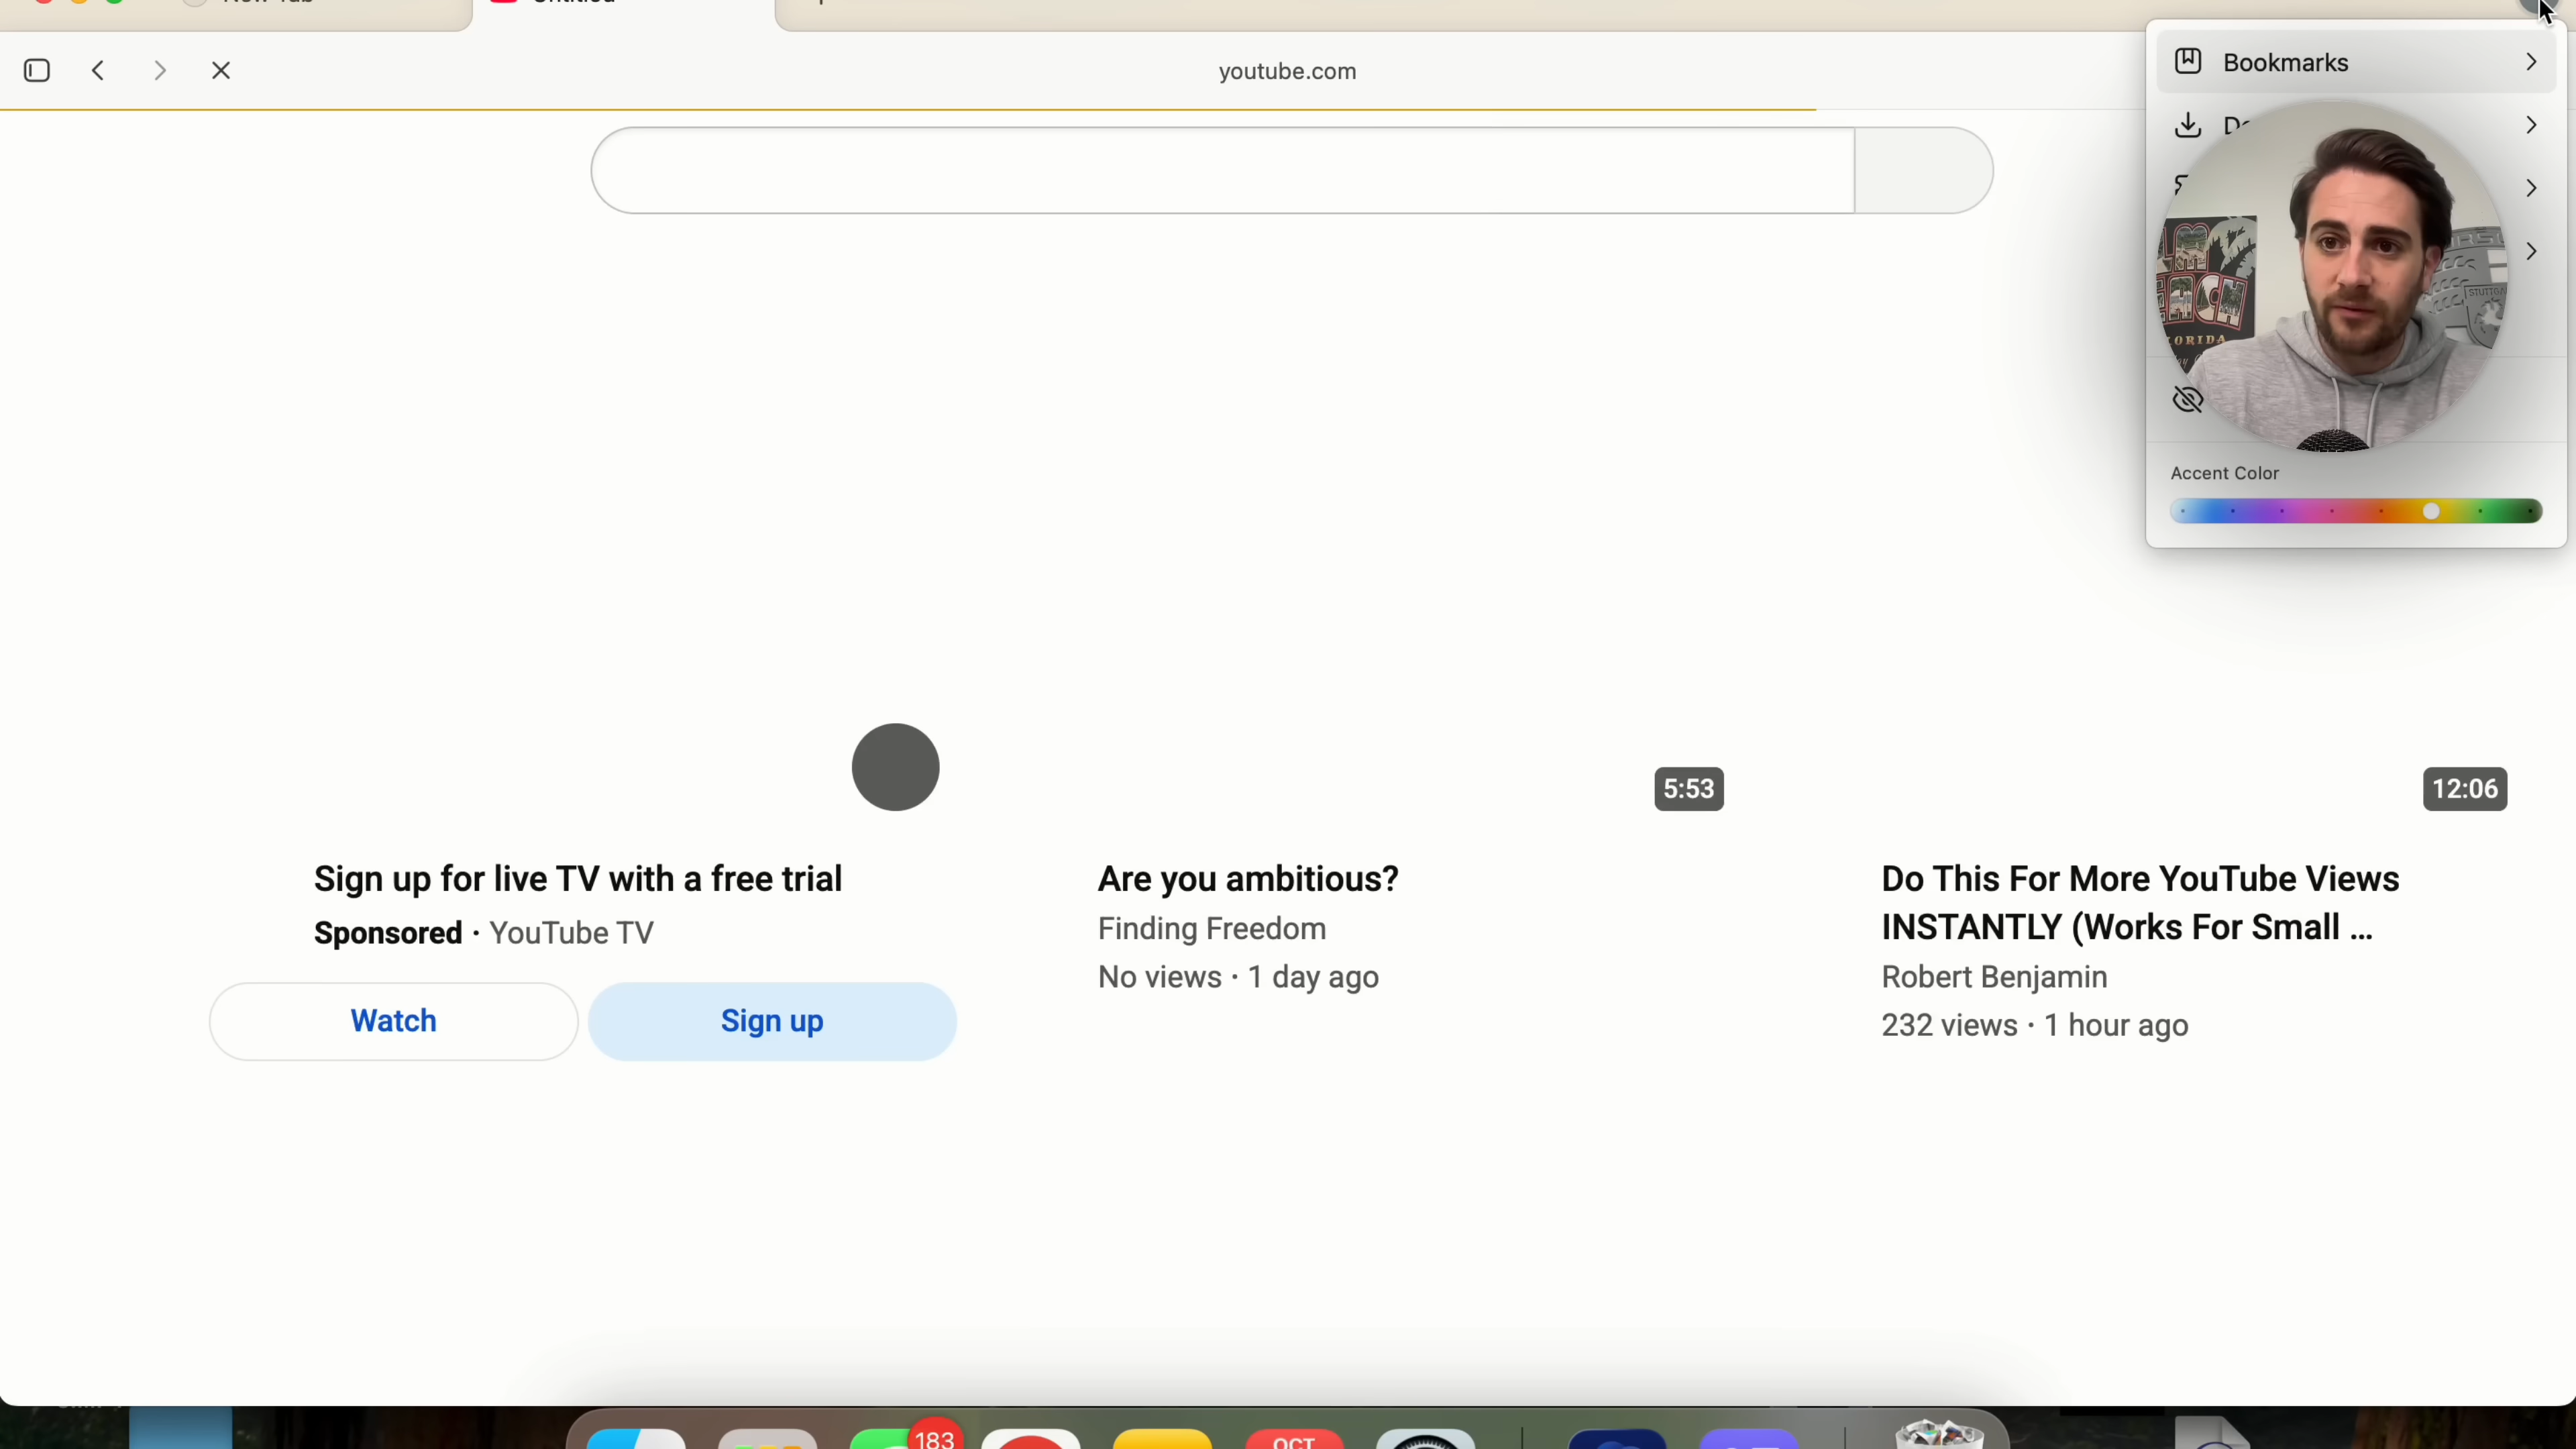 youtube.com
Bookmarks
Accent Color
5:53
12:06
Sign up for live TV with a free trial
Sponsored · YouTube TV
Watch
Sign up
Are you ambitious?
Finding Freedom
No views · 1 day ago
Do This For More YouTube Views
INSTANTLY (Works For Small ...
Robert Benjamin
232 views · 1 hour ago
183
OCT